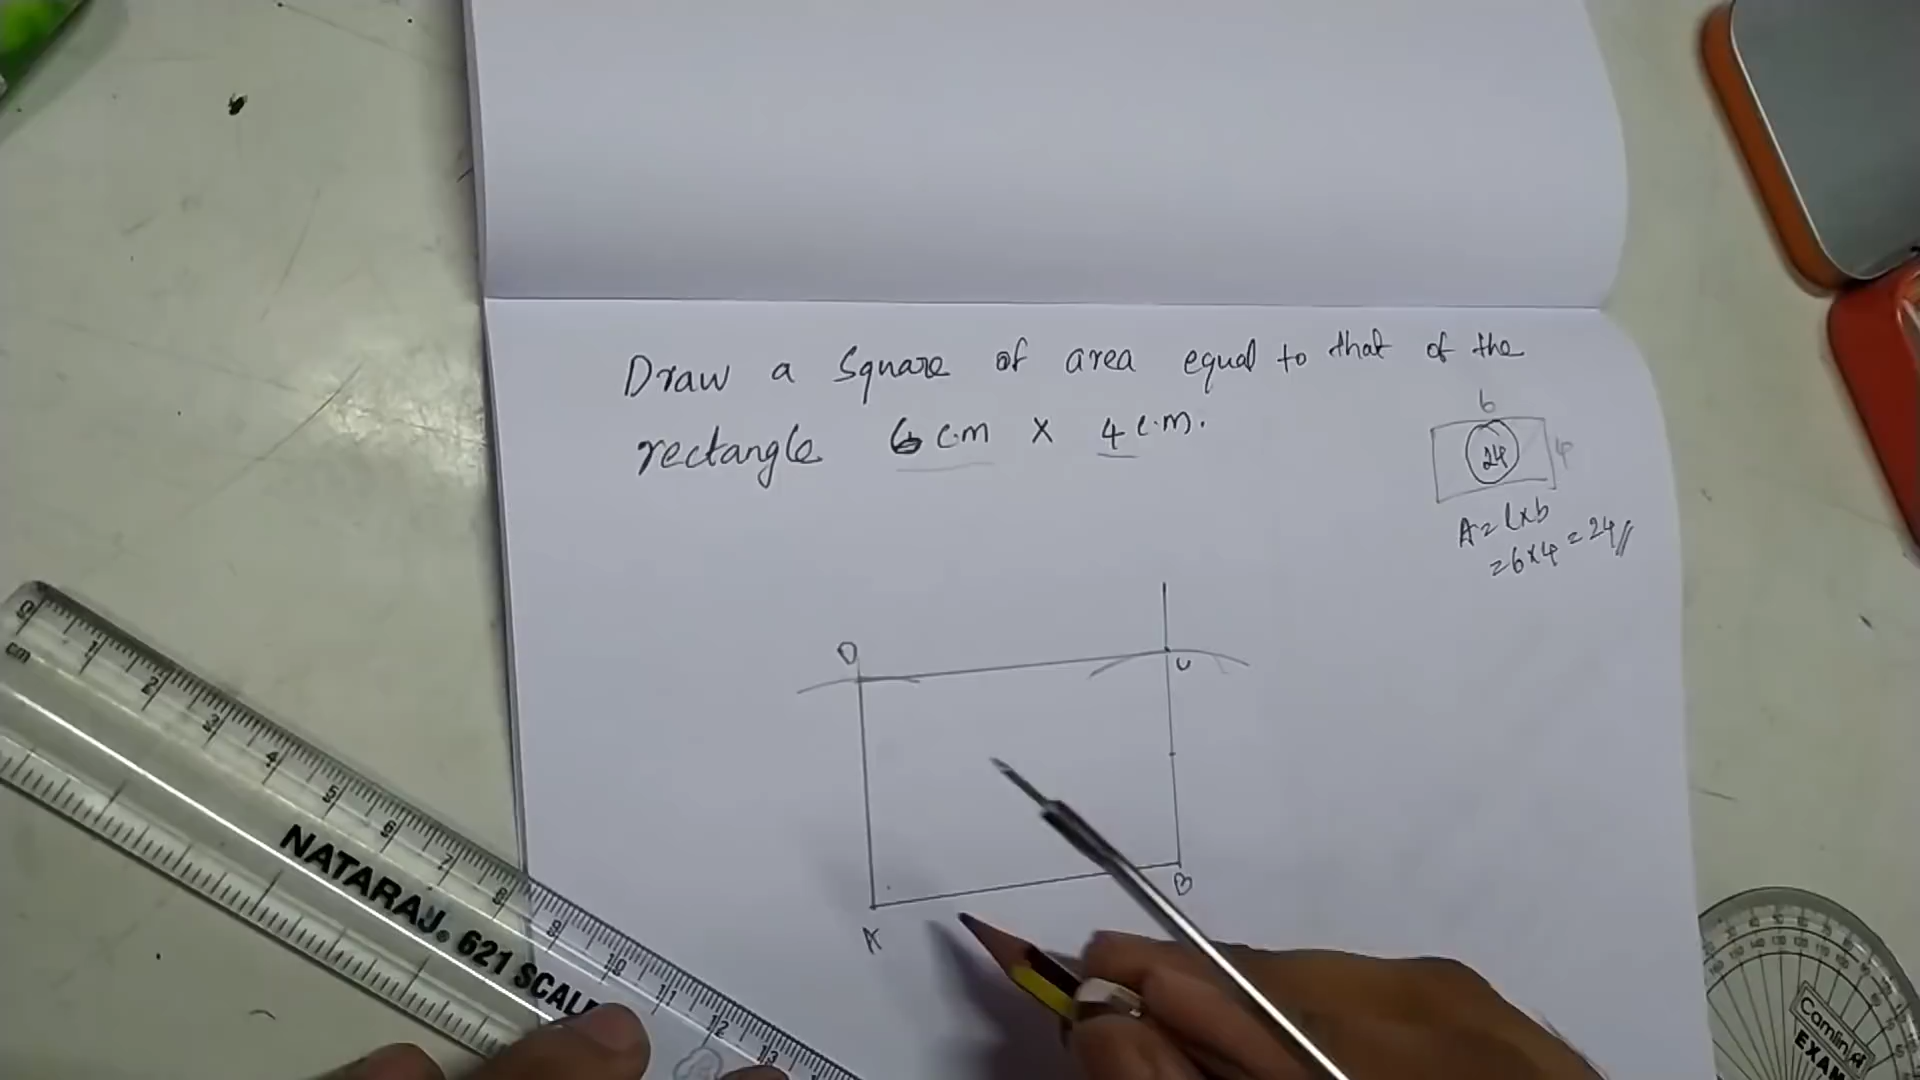 Draw a Square of area equal to that of the
rectangle 6 cm x 4 c.m.
6
24
4
A = l x b
= 6 x 4 = 24 //
D
C
B
A
0 1 2 3 4 5 6 7 8 9 10 11 12 13
cm
NATARAJ. 621 SCALE
Camlin
EXAM